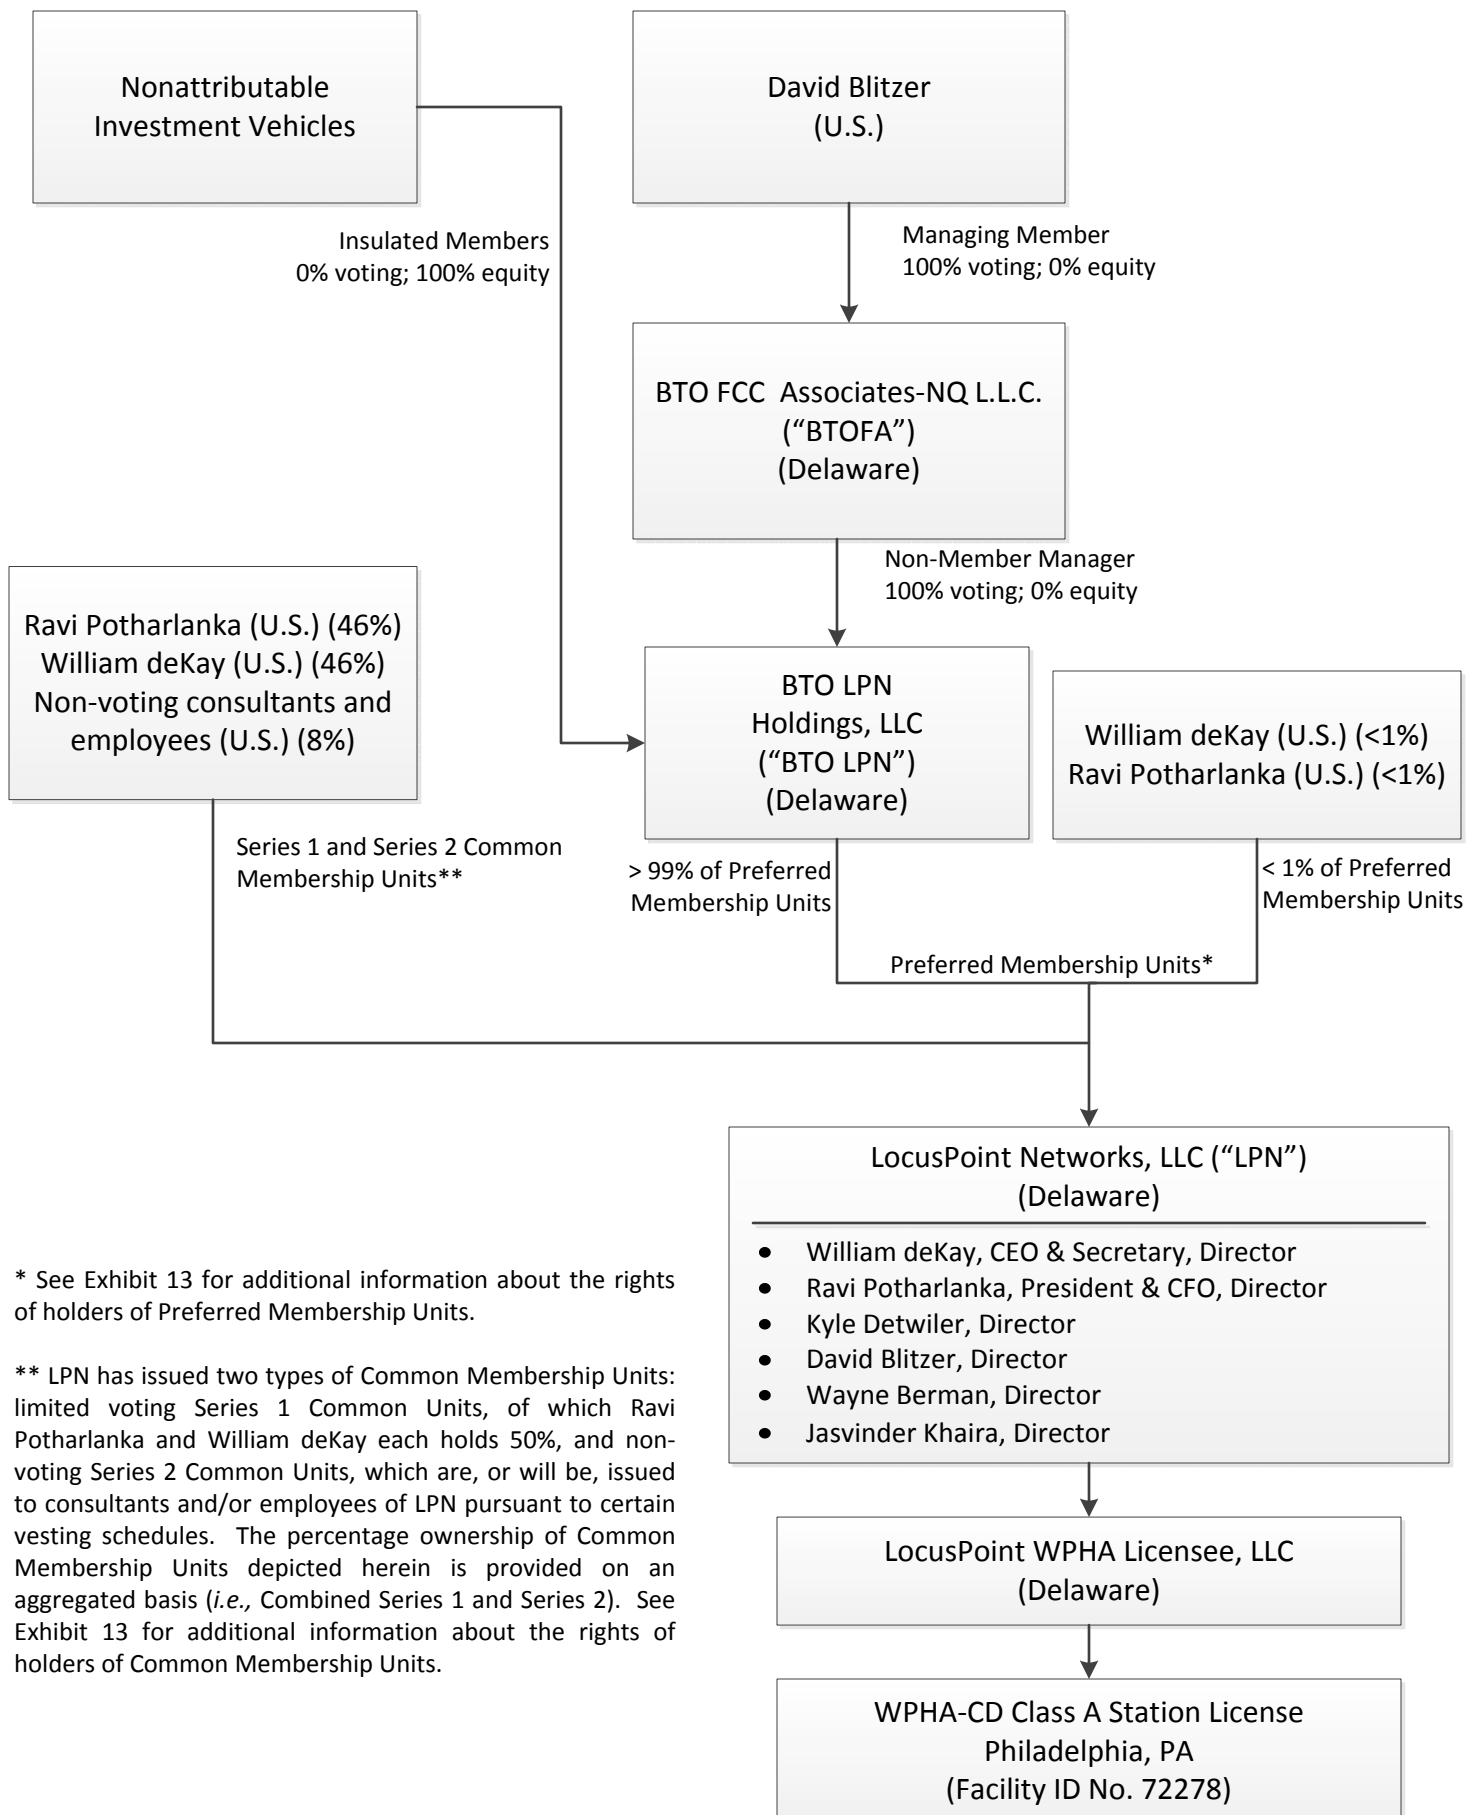 Nonattributable
Investment Vehicles
David Blitzer
(U.S.)
Insulated Members
0% voting; 100% equity
Managing Member
100% voting; 0% equity
BTO FCC  Associates-NQ L.L.C.
(“BTOFA”)
(Delaware)
Non-Member Manager
100% voting; 0% equity
Ravi Potharlanka (U.S.) (46%)
William deKay (U.S.) (46%)
Non-voting consultants and
employees (U.S.) (8%)
BTO LPN
Holdings, LLC
(“BTO LPN”)
(Delaware)
William deKay (U.S.) (<1%)
Ravi Potharlanka (U.S.) (<1%)
Series 1 and Series 2 Common
Membership Units**
> 99% of Preferred
Membership Units
< 1% of Preferred
Membership Units
Preferred Membership Units*
LocusPoint Networks, LLC (“LPN”)
(Delaware)
• William deKay, CEO & Secretary, Director
• Ravi Potharlanka, President & CFO, Director
• Kyle Detwiler, Director
• David Blitzer, Director
• Wayne Berman, Director
• Jasvinder Khaira, Director
* See Exhibit 13 for additional information about the rights
of holders of Preferred Membership Units.
** LPN has issued two types of Common Membership Units:
limited voting Series 1 Common Units, of which Ravi
Potharlanka and William deKay each holds 50%, and non-
voting Series 2 Common Units, which are, or will be, issued
to consultants and/or employees of LPN pursuant to certain
vesting schedules.  The percentage ownership of Common
Membership Units depicted herein is provided on an
aggregated basis (i.e., Combined Series 1 and Series 2).  See
Exhibit 13 for additional information about the rights of
holders of Common Membership Units.
LocusPoint WPHA Licensee, LLC
(Delaware)
WPHA-CD Class A Station License
Philadelphia, PA
(Facility ID No. 72278)